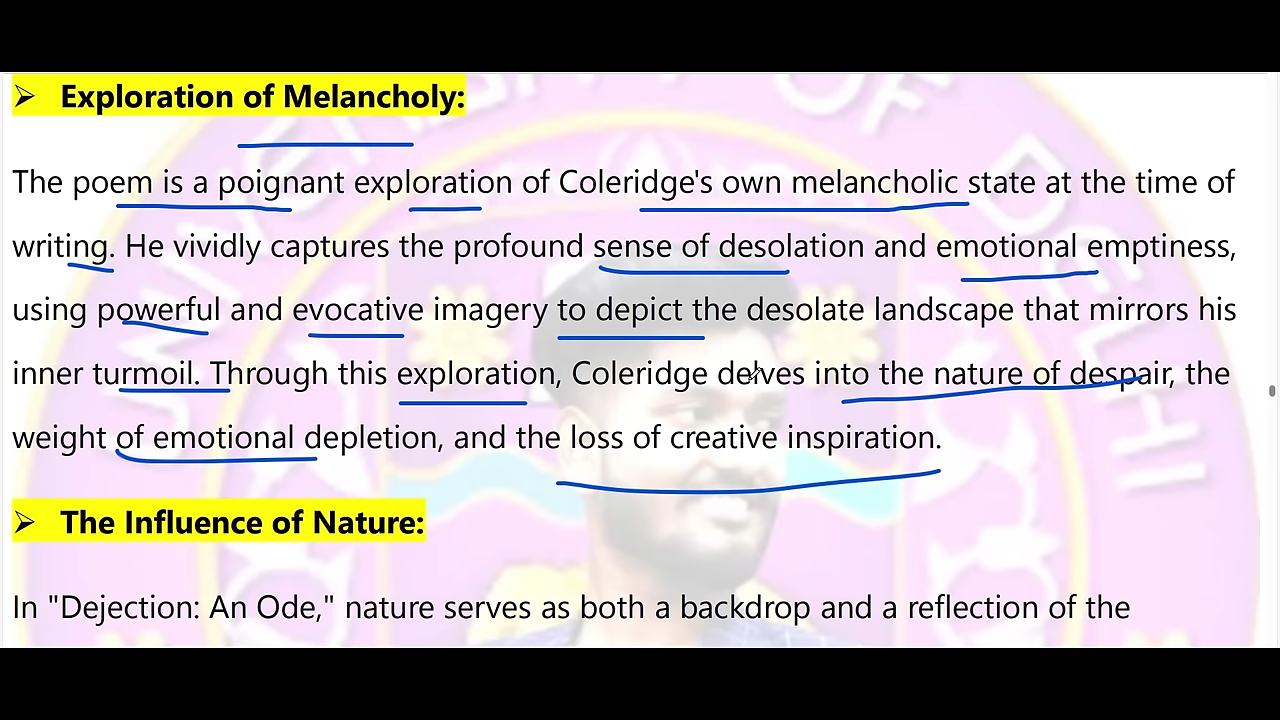 ➢ Exploration of Melancholy:
The poem is a poignant exploration of Coleridge's own melancholic state at the time of
writing. He vividly captures the profound sense of desolation and emotional emptiness,
using powerful and evocative imagery to depict the desolate landscape that mirrors his
inner turmoil. Through this exploration, Coleridge delves into the nature of despair, the
weight of emotional depletion, and the loss of creative inspiration.
➢ The Influence of Nature:
In "Dejection: An Ode," nature serves as both a backdrop and a reflection of the
UNIVERSITY OF DELHI